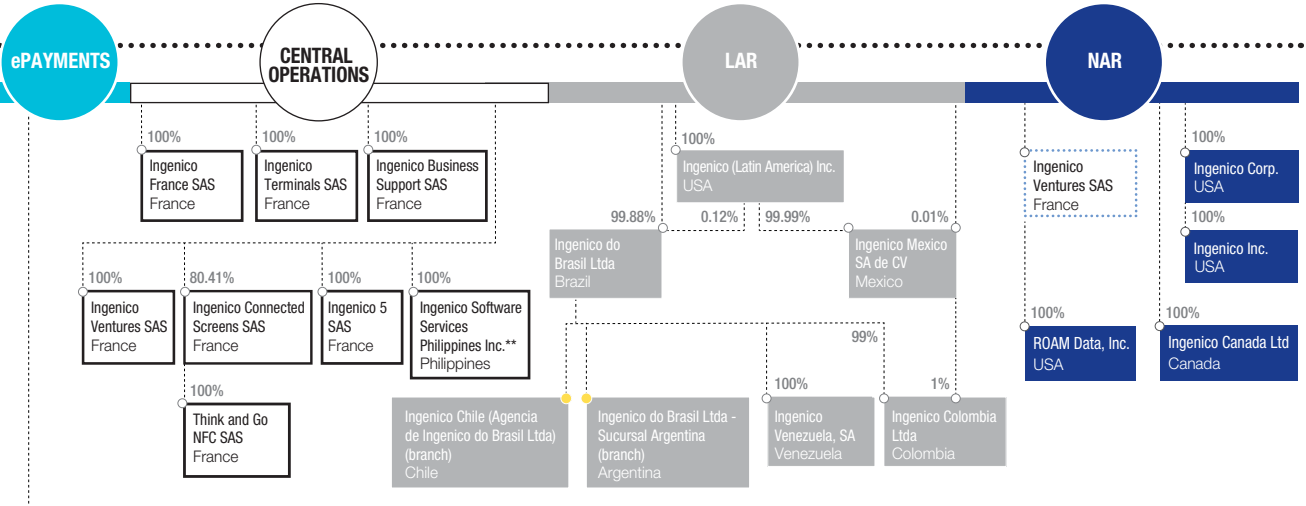 ePAYMENTS
CENTRAL
OPERATIONS
LAR
NAR
100%
Ingenico
France SAS
France
100%
Ingenico
Terminals SAS
France
100%
Ingenico Business
Support SAS
France
100%
Ingenico (Latin America) Inc.
USA
Ingenico
Ventures SAS
France
100%
Ingenico Corp.
USA
99.88%
0.12%
99.99%
0.01%
100%
Ingenico do
Brasil Ltda
Brazil
Ingenico Mexico
SA de CV
Mexico
Ingenico Inc.
USA
100%
Ingenico
Ventures SAS
France
80.41%
Ingenico Connected
Screens SAS
France
100%
Ingenico 5
SAS
France
100%
Ingenico Software
Services
Philippines Inc.**
Philippines
100%
ROAM Data, Inc.
USA
100%
Ingenico Canada Ltd
Canada
99%
100%
Think and Go
NFC SAS
France
Ingenico Chile (Agencia
de Ingenico do Brasil Ltda)
(branch)
Chile
Ingenico do Brasil Ltda -
Sucursal Argentina
(branch)
Argentina
100%
Ingenico
Venezuela, SA
Venezuela
1%
Ingenico Colombia
Ltda
Colombia